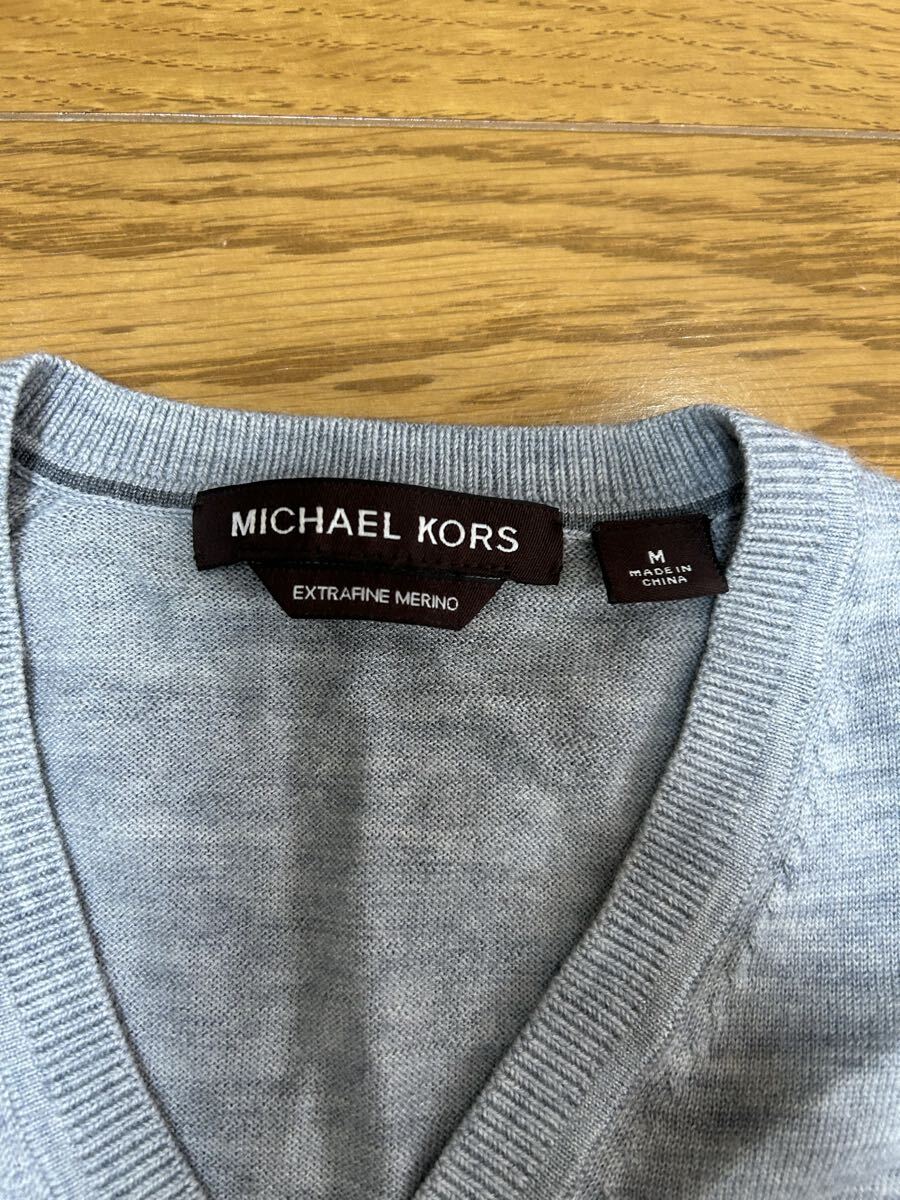 MICHAEL KORS
EXTRAFINE MERINO
M
MADE IN
CHINA